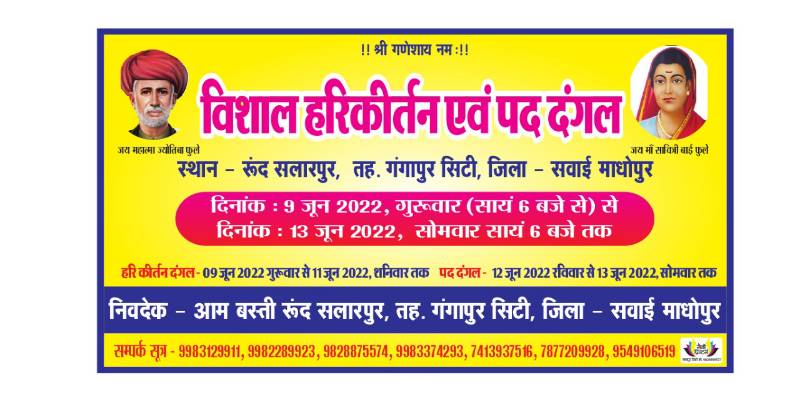 !! श्री गणेशाय नम:!!
विशाल हरिकीर्तन एवं पद दंगल
जय महात्मा ज्योतिबा फुले
जय माँ सावित्री बाई फुले
स्थान – रूंद सलारपुर, तह. गंगापुर सिटी, जिला – सवाई माधोपुर
दिनांक : 9 जून 2022, गुरूवार (सायं 6 बजे से) से
दिनांक : 13 जून 2022, सोमवार सायं 6 बजे तक
हरि कीर्तन दंगल - 09 जून 2022 गुरूवार से 11 जून 2022, शनिवार तक पद दंगल - 12 जून 2022 रविवार से 13 जून 2022, सोमवार तक
निवदेक – आम बस्ती रूंद सलारपुर, तह. गंगापुर सिटी, जिला – सवाई माधोपुर
सम्पर्क सूत्र - 9983129911, 9982289923, 9828875574, 9983374293, 7413937516, 7877209928, 9549106519